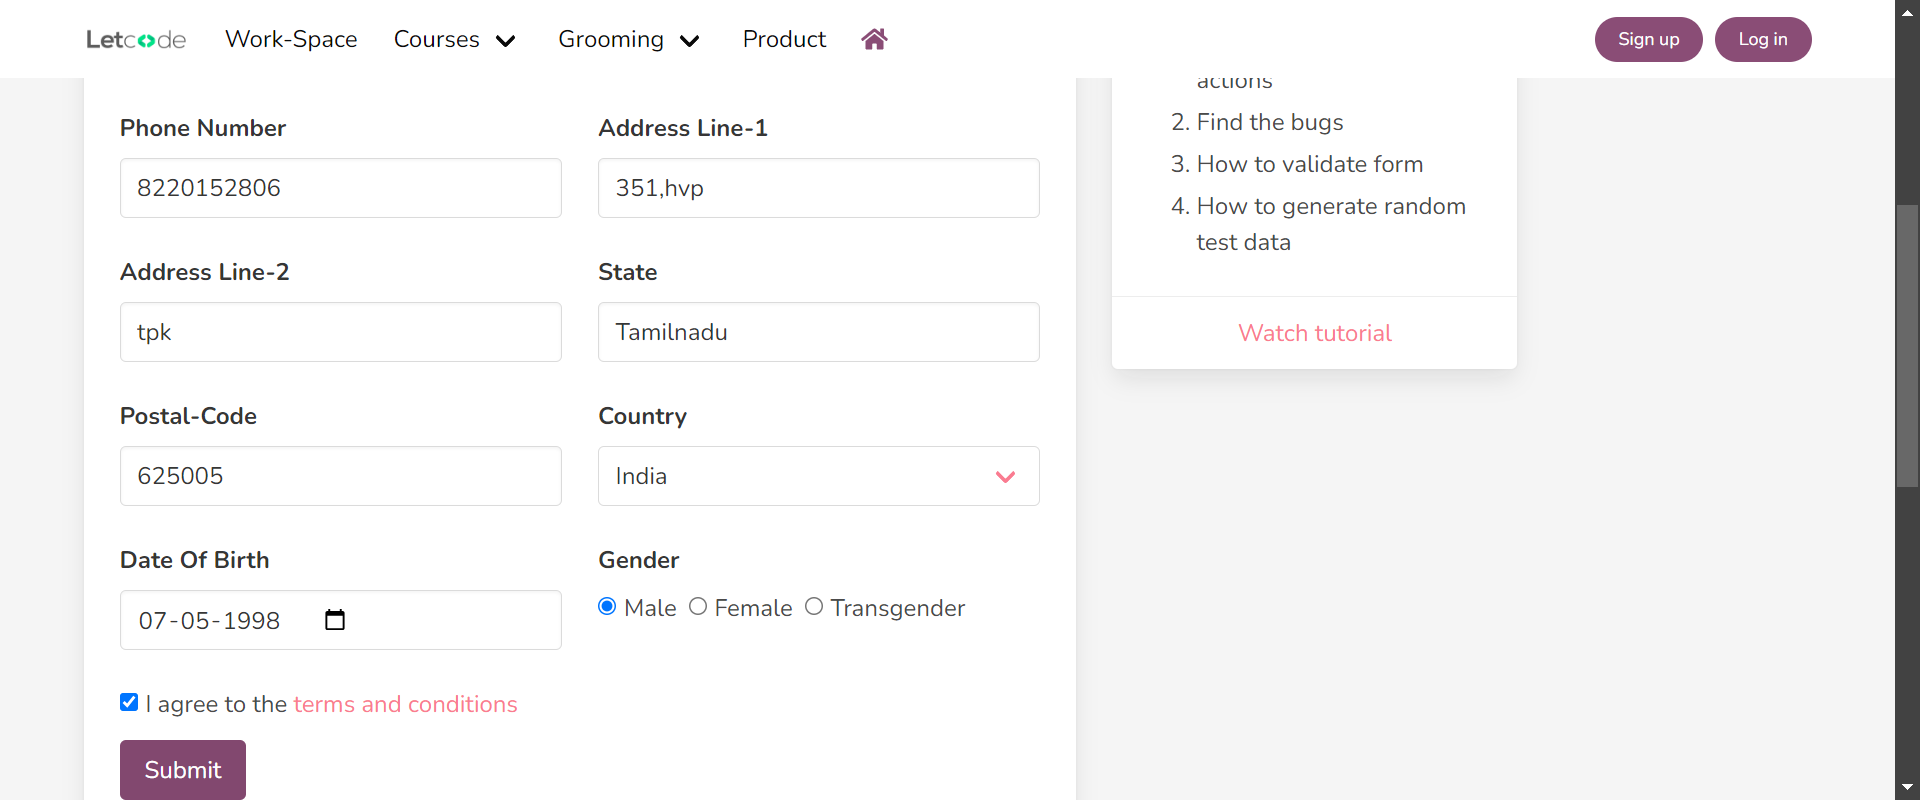 Letcode Work-Space Courses Grooming Product Sign up Log in
actions
Phone Number Address Line-1
8220152806 351,hvp
Address Line-2 State
tpk Tamilnadu
Postal-Code Country
625005 India
Date Of Birth Gender
07-05-1998 Male Female Transgender
I agree to the terms and conditions
Submit
2. Find the bugs
3. How to validate form
4. How to generate random
test data
Watch tutorial